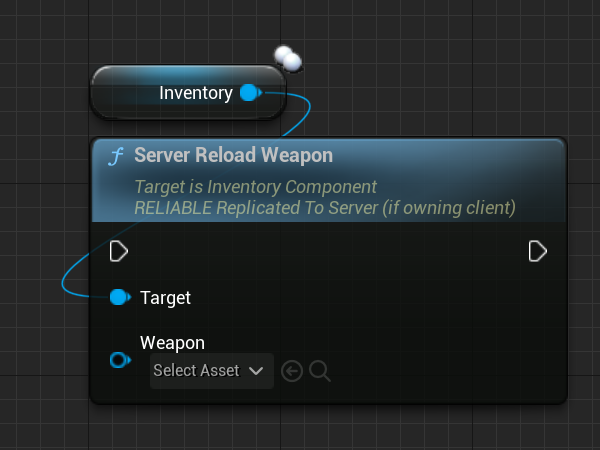 Inventory
Server Reload Weapon
Target is Inventory Component
RELIABLE Replicated To Server (if owning client)
Target
Weapon
Select Asset